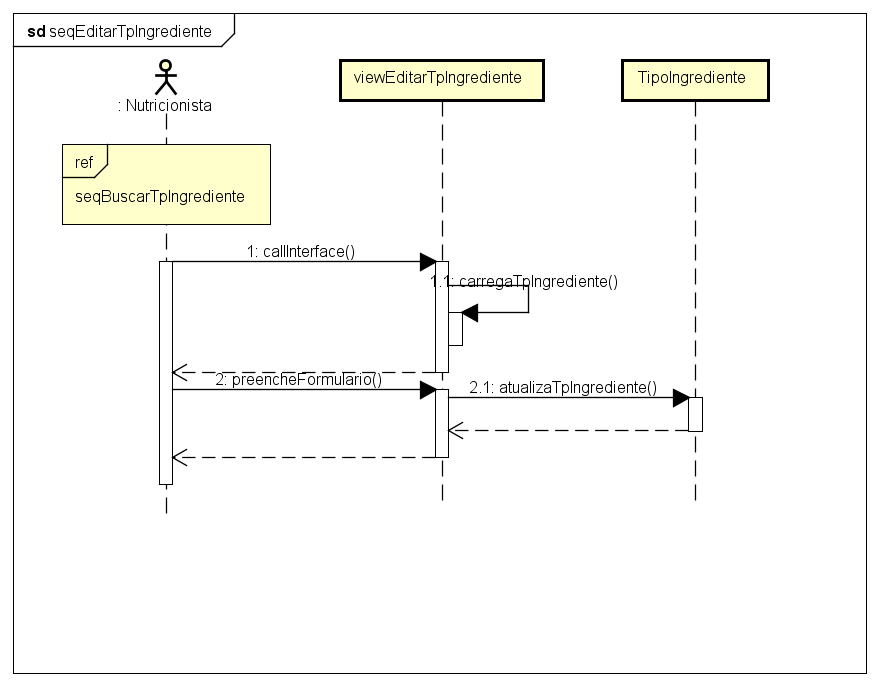 sd seqEditarTpIngrediente
: Nutricionista
viewEditarTpIngrediente
TipoIngrediente
ref
seqBuscarTpIngrediente
1: callInterface()
1.1: carregaTpIngrediente()
2: preencheFormulario()
2.1: atualizaTpIngrediente()